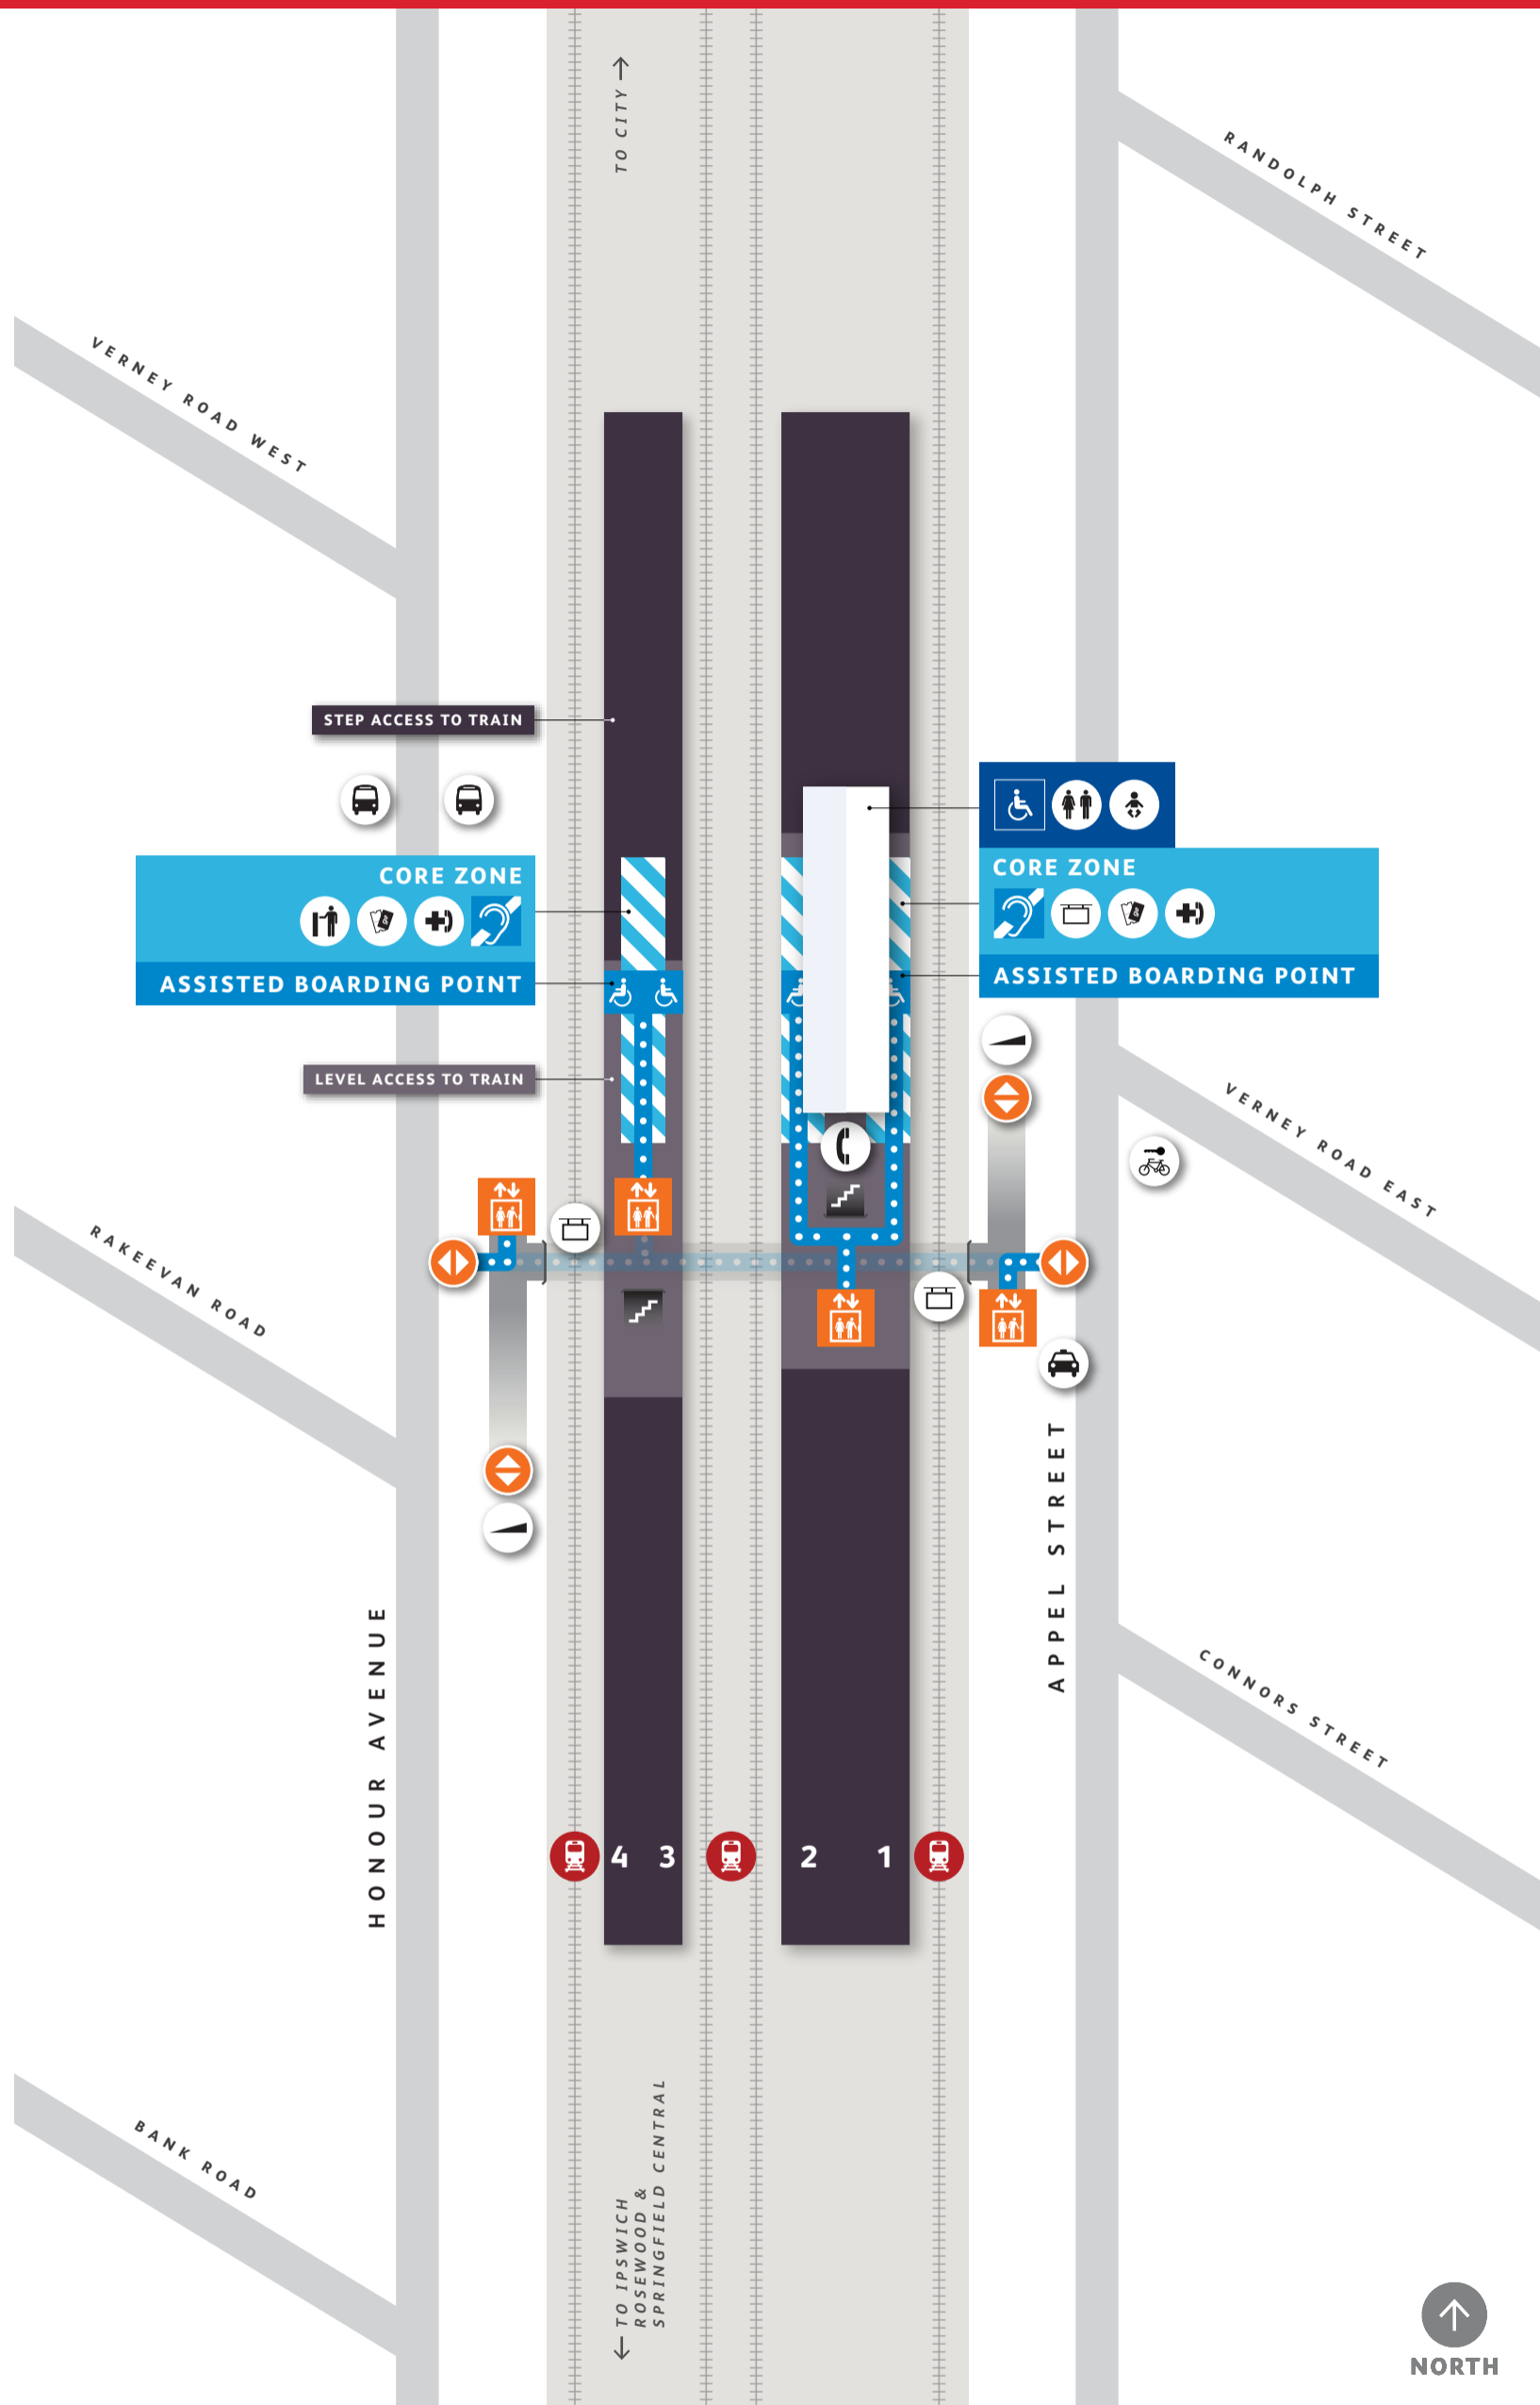 TO CITY
RANDOLPH STREET
VERNEY ROAD WEST
STEP ACCESS TO TRAIN
CORE ZONE
ASSISTED BOARDING POINT
CORE ZONE
ASSISTED BOARDING POINT
LEVEL ACCESS TO TRAIN
VERNEY ROAD EAST
RAKEEVAN ROAD
APPEL STREET
HONOUR AVENUE
CONNORS STREET
4 3 2 1
BANK ROAD
TO IPSWICH
ROSEWOOD &
SPRINGFIELD CENTRAL
NORTH